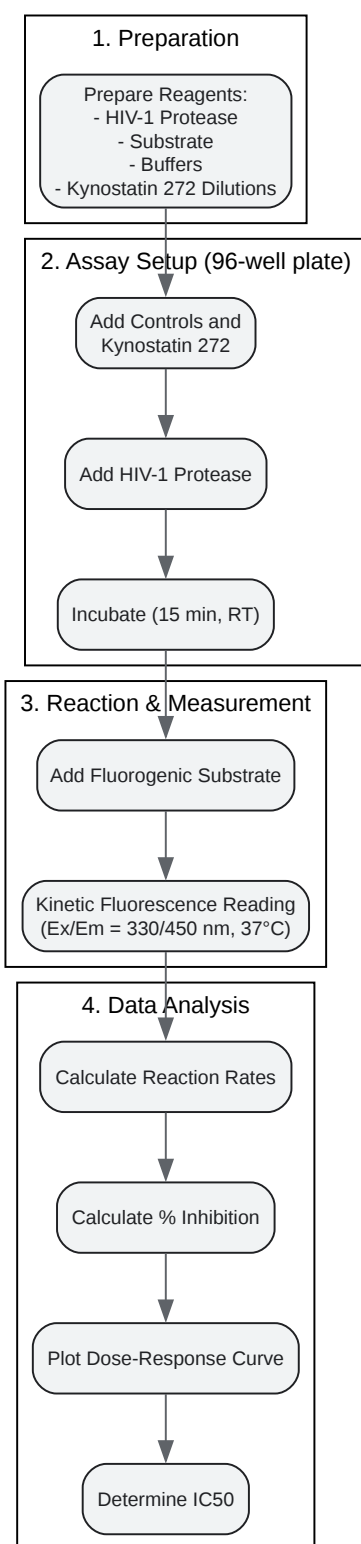 1. Preparation
Prepare Reagents:
- HIV-1 Protease
- Substrate
- Buffers
- Kynostatin 272 Dilutions
2. Assay Setup (96-well plate)
Add Controls and
Kynostatin 272
Add HIV-1 Protease
Incubate (15 min, RT)
3. Reaction & Measurement
Add Fluorogenic Substrate
Kinetic Fluorescence Reading
(Ex/Em = 330/450 nm, 37°C)
4. Data Analysis
Calculate Reaction Rates
Calculate % Inhibition
Plot Dose-Response Curve
Determine IC50